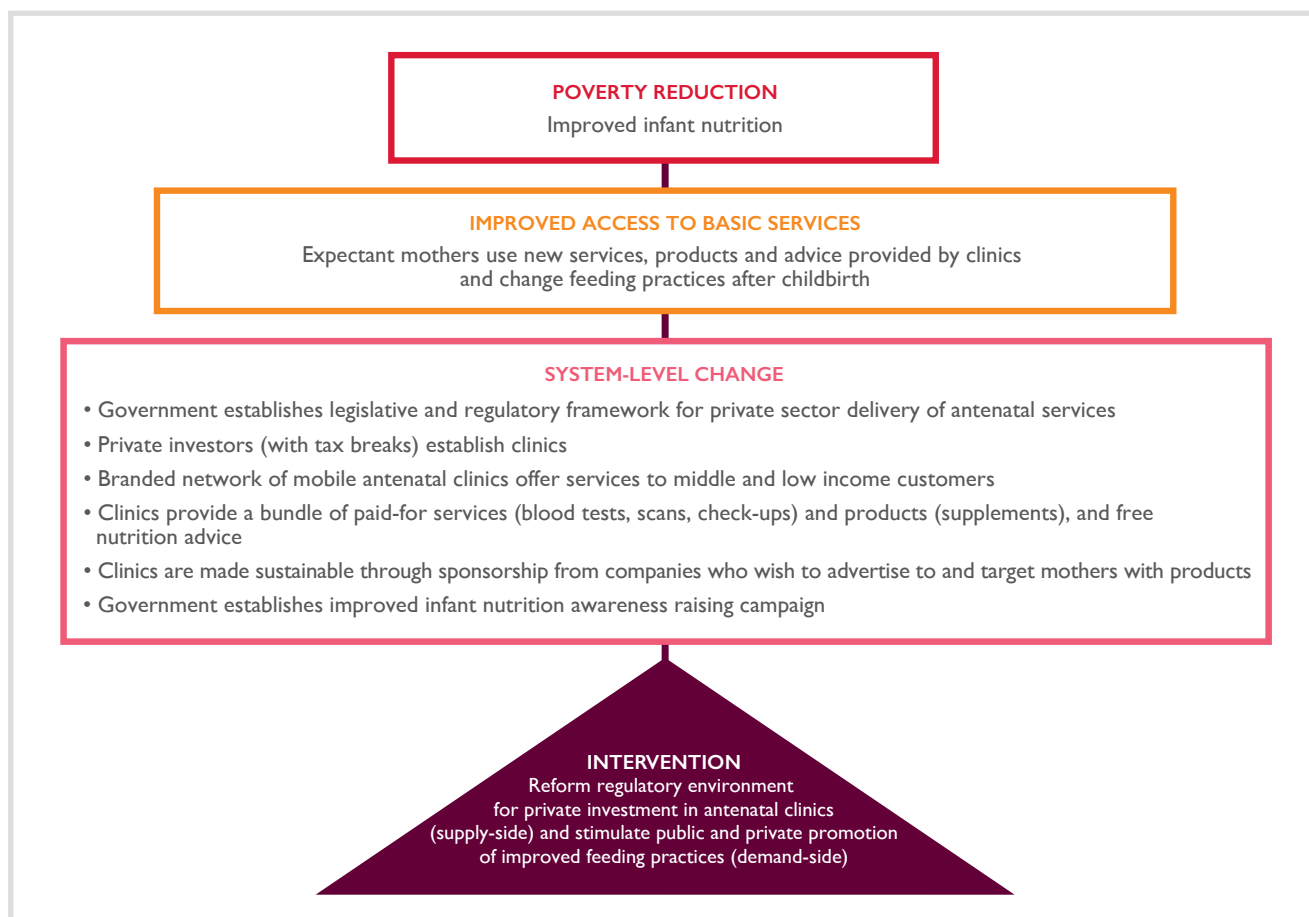 POVERTY REDUCTION
Improved infant nutrition
IMPROVED ACCESS TO BASIC SERVICES
Expectant mothers use new services, products and advice provided by clinics
and change feeding practices after childbirth
SYSTEM-LEVEL CHANGE
• Government establishes legislative and regulatory framework for private sector delivery of antenatal services
• Private investors (with tax breaks) establish clinics
• Branded network of mobile antenatal clinics offer services to middle and low income customers
• Clinics provide a bundle of paid-for services (blood tests, scans, check-ups) and products (supplements), and free
nutrition advice
• Clinics are made sustainable through sponsorship from companies who wish to advertise to and target mothers with products
• Government establishes improved infant nutrition awareness raising campaign
INTERVENTION
Reform regulatory environment
for private investment in antenatal clinics
(supply-side) and stimulate public and private promotion
of improved feeding practices (demand-side)